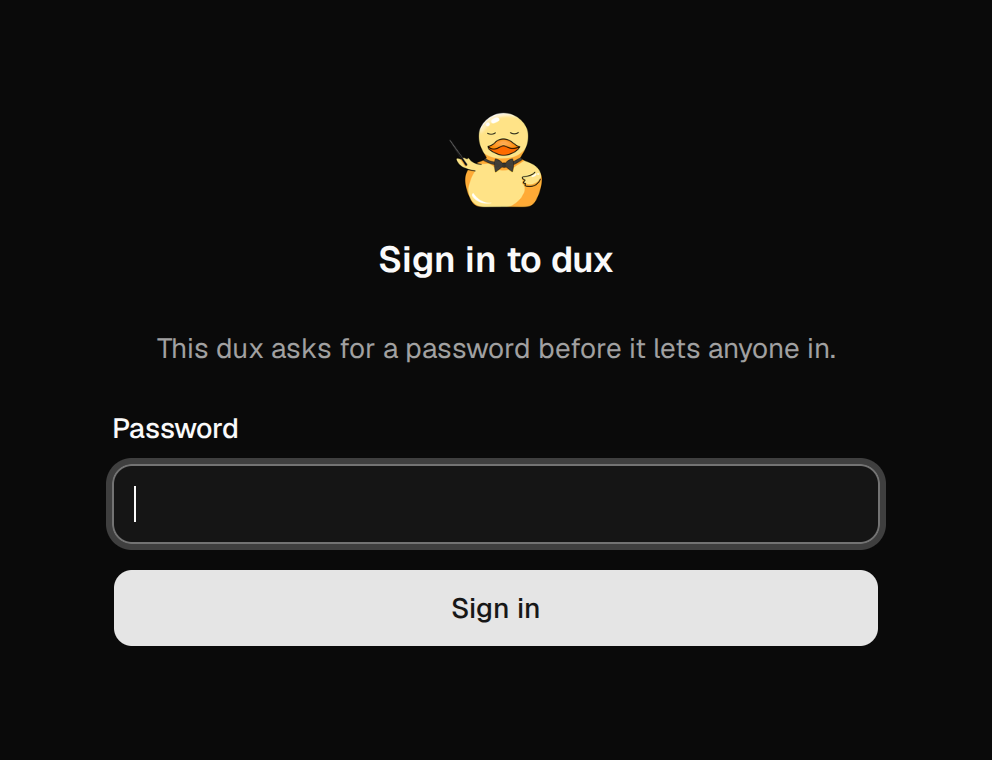 Sign in to dux
This dux asks for a password before it lets anyone in.
Password
Sign in